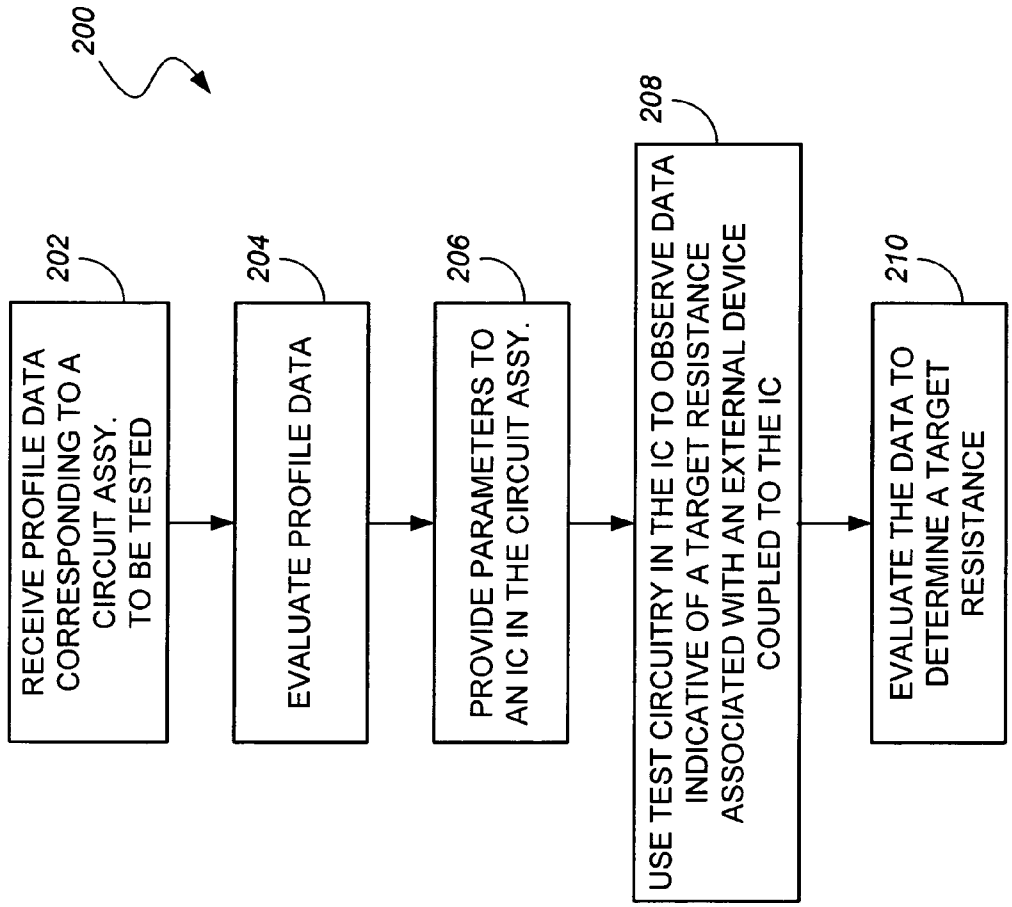 200
202
RECEIVE PROFILE DATA
CORRESPONDING TO A
CIRCUIT ASSY.
TO BE TESTED
204
EVALUATE PROFILE DATA
206
PROVIDE PARAMETERS TO
AN IC IN THE CIRCUIT ASSY.
208
USE TEST CIRCUITRY IN THE IC TO OBSERVE DATA
INDICATIVE OF A TARGET RESISTANCE
ASSOCIATED WITH AN EXTERNAL DEVICE
COUPLED TO THE IC
210
EVALUATE THE DATA TO
DETERMINE A TARGET
RESISTANCE